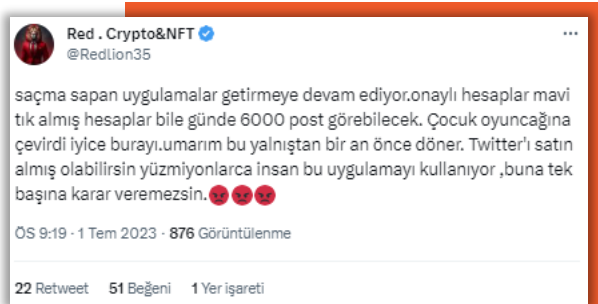 Red . Crypto&NFT
@Redlion35
saçma sapan uygulamalar getirmeye devam ediyor.onaylı hesaplar mavi
tık almış hesaplar bile günde 6000 post görebilecek. Çocuk oyuncağına
çevirdi iyice burayı.umarım bu yalnıştan bir an önce döner. Twitter'ı satın
almış olabilirsin yüzmiyonlarca insan bu uygulamayı kullanıyor ,buna tek
başına karar veremezsin.😡😡😡
ÖS 9:19 · 1 Tem 2023 · 876 Görüntülenme
22 Retweet 51 Beğeni 1 Yer işareti